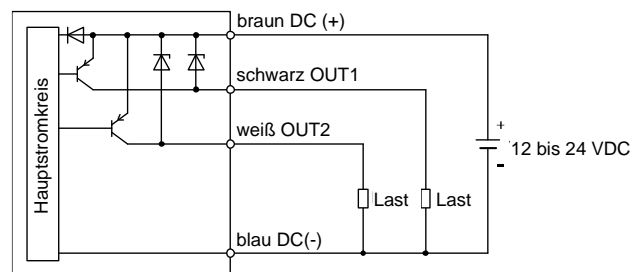 braun DC (+)
schwarz OUT1
weiß OUT2
Hauptstromkreis
+
12 bis 24 VDC
-
Last
Last
blau DC(-)